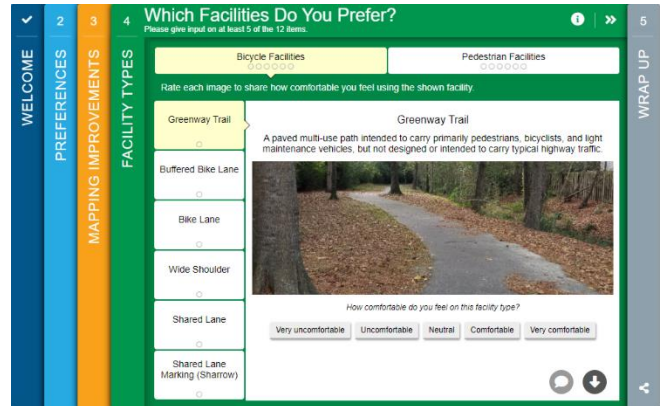 WELCOME
2
PREFERENCES
3
MAPPING IMPROVEMENTS
4
FACILITY TYPES
Which Facilities Do You Prefer?
Please give input on at least 5 of the 12 items.
Bicycle Facilities
Pedestrian Facilities
Rate each image to share how comfortable you feel using the shown facility.
Greenway Trail
Buffered Bike Lane
Bike Lane
Wide Shoulder
Shared Lane
Shared Lane
Marking (Sharrow)
Greenway Trail
A paved multi-use path intended to carry primarily pedestrians, bicyclists, and light
maintenance vehicles, but not designed or intended to carry typical highway traffic.
How comfortable do you feel on this facility type?
Very uncomfortable
Uncomfortable
Neutral
Comfortable
Very comfortable
5
WRAP UP